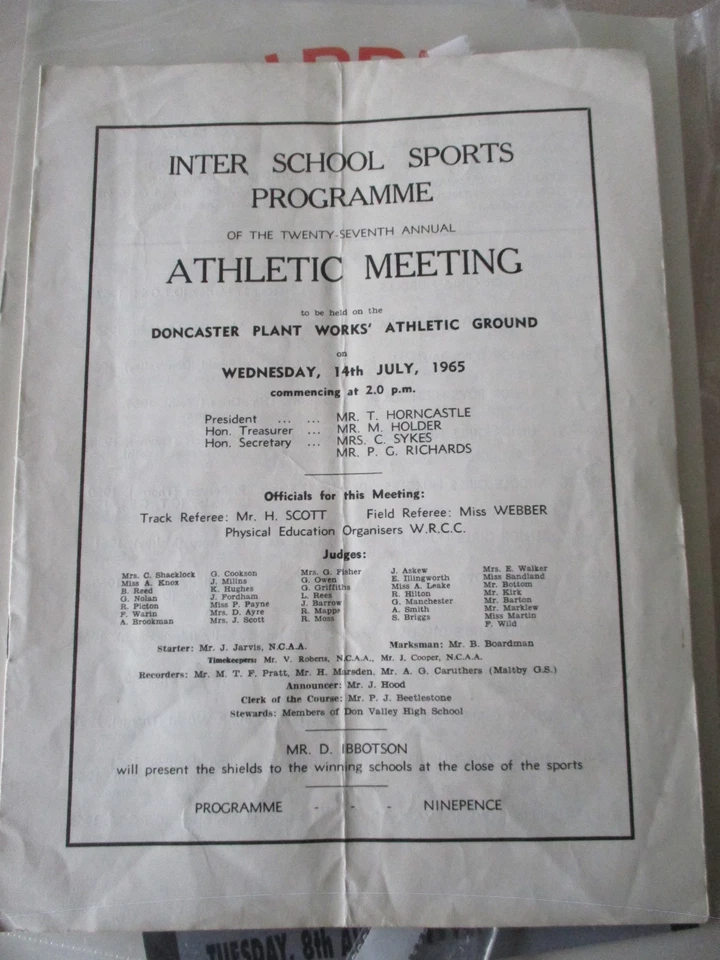 INTER SCHOOL SPORTS
PROGRAMME
OF THE TWENTY-SEVENTH ANNUAL
ATHLETIC MEETING
to be held on the
DONCASTER PLANT WORKS' ATHLETIC GROUND
on
WEDNESDAY, 14th JULY, 1965
commencing at 2.0 p.m.
President ... ... MR. T. HORNCASTLE
Hon. Treasurer ... MR. M. HOLDER
Hon. Secretary ... MRS. C. SYKES
MR. P. G. RICHARDS
Officials for this Meeting:
Track Referee: Mr. H. SCOTT Field Referee: Miss WEBBER
Physical Education Organisers W.R.C.C.
Judges:
Mrs. C. Shacklock G. Cookson Mrs. G. Fisher J. Askew Mrs. E. Walker
Miss A. Knox J. Millns G. Owen E. Illingworth Miss Sandland
B. Reed K. Hughes G. Griffiths Miss A. Leake Mr. Bottom
G. Nolan J. Fordham L. Rees R. Hilton Mr. Kirk
R. Picton Miss P. Payne J. Barrow G. Manchester Mr. Barton
P. Warin Mrs. D. Ayre R. Mapps A. Smith Mr. Marklew
A. Brookman Mrs. J. Scott R. Moss S. Briggs Miss Martin
P. Wild
Starter: Mr. J. Jarvis, N.C.A.A. Marksman: Mr. B. Boardman
Timekeepers: Mr. V. Robens, N.C.A.A., Mr. J. Cooper, N.C.A.A.
Recorders: Mr. M. T. F. Pratt, Mr. H. Marsden, Mr. A. G. Caruthers (Maltby G.S.)
Announcer: Mr. J. Hood
Clerk of the Course: Mr. P. J. Beetlestone
Stewards: Members of Don Valley High School
MR. D. IBBOTSON
will present the shields to the winning schools at the close of the sports
PROGRAMME - - - NINEPENCE
TUESDAY, 8th